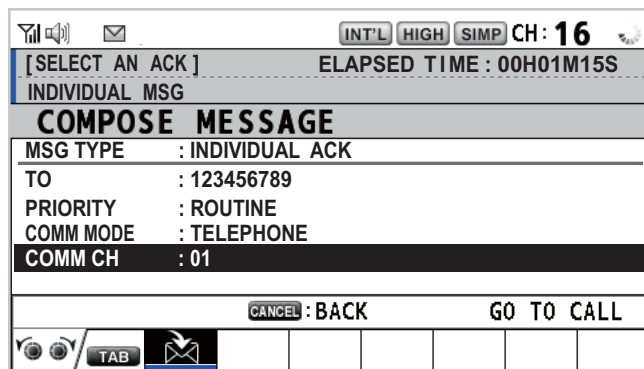 INT'L HIGH SIMP CH: 16
[SELECT AN ACK] ELAPSED TIME: 00H01M15S
INDIVIDUAL MSG
COMPOSE MESSAGE
MSG TYPE : INDIVIDUAL ACK
TO : 123456789
PRIORITY : ROUTINE
COMM MODE : TELEPHONE
COMM CH : 01
CANCEL : BACK GO TO CALL
TAB